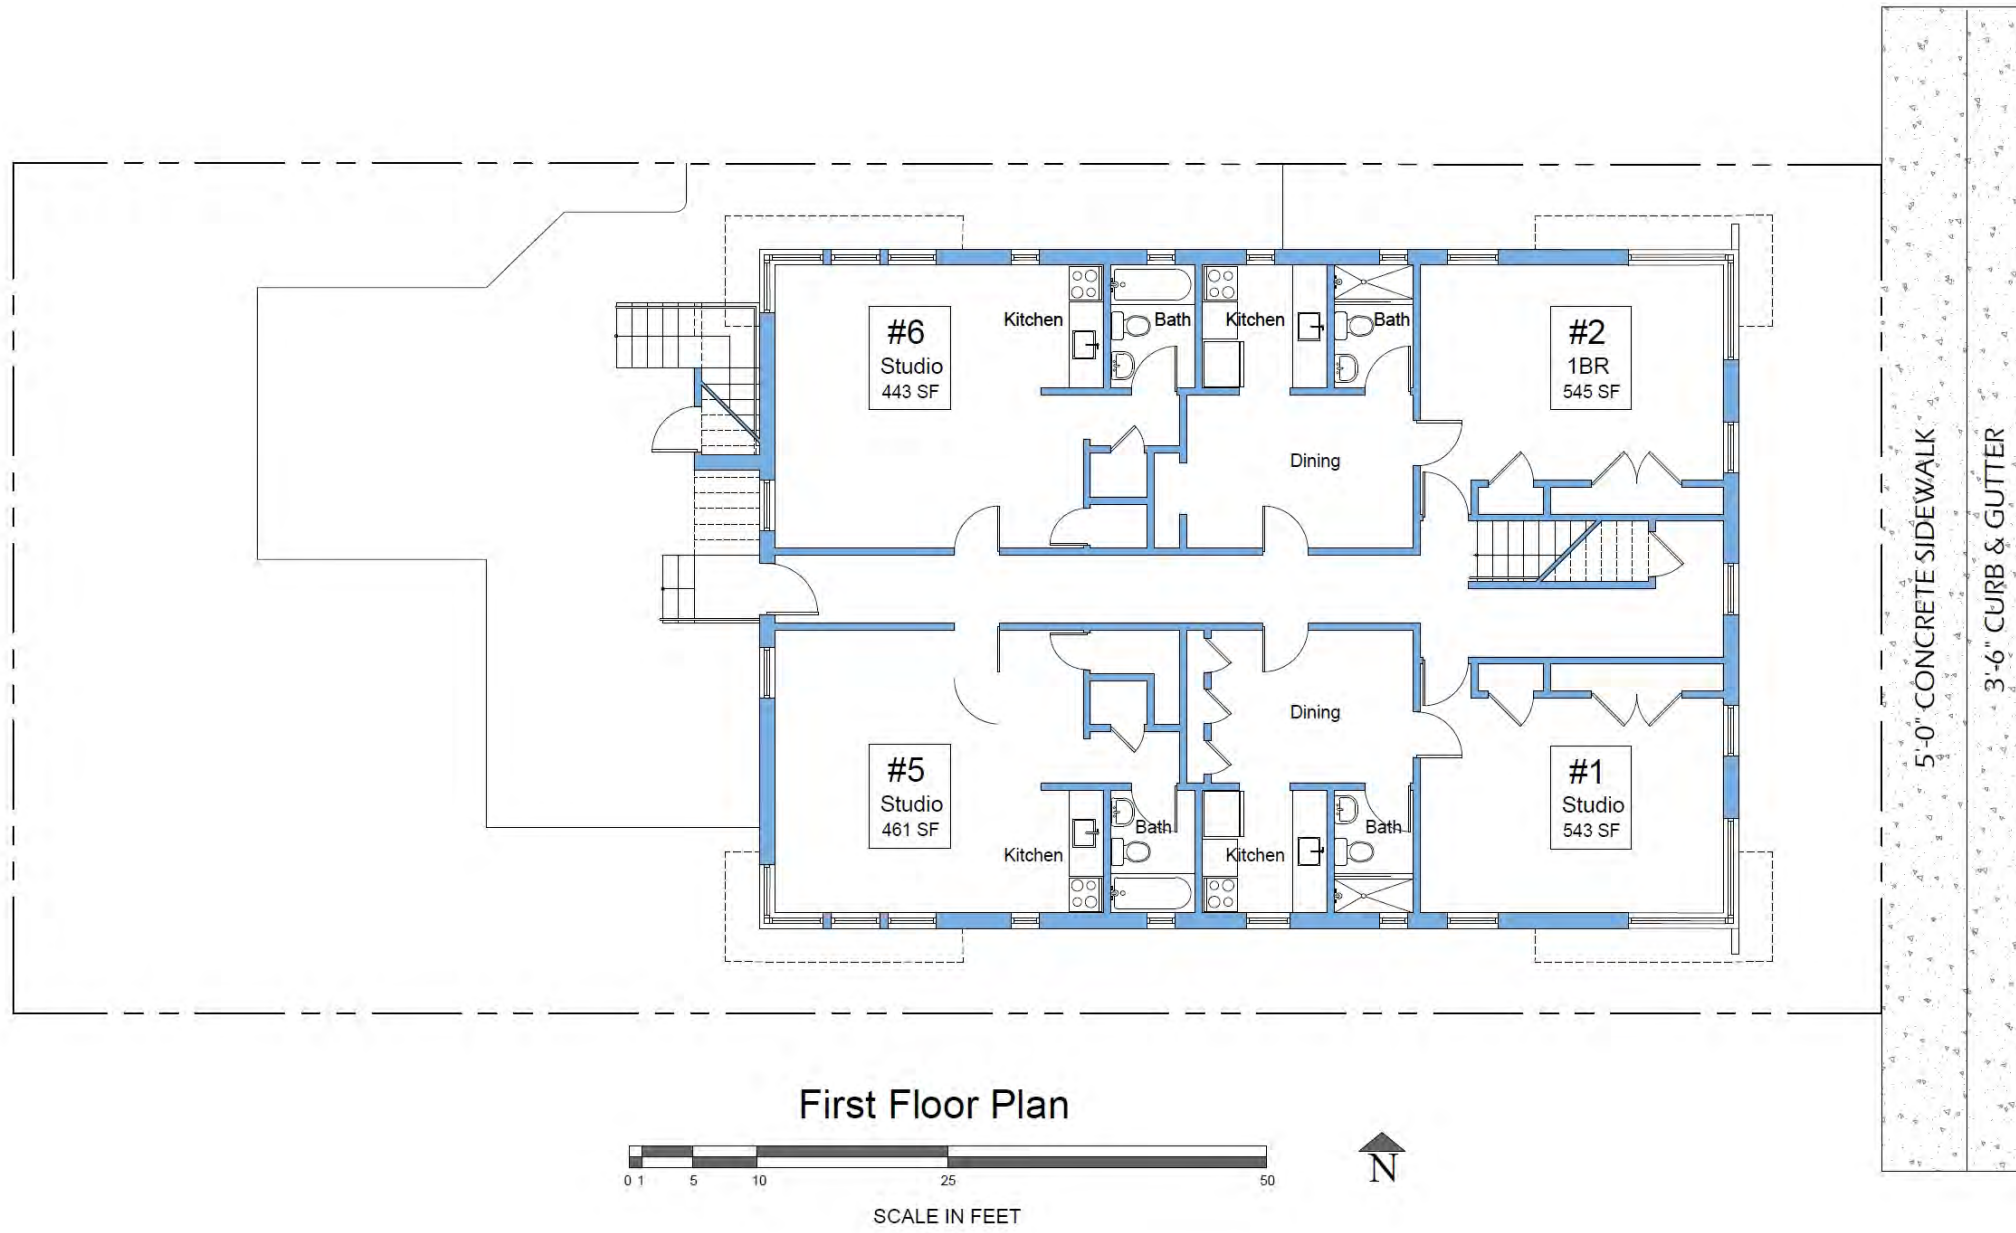 Kitchen
Bath
Kitchen
Bath
#6
Studio
443 SF
#2
1BR
545 SF
Dining
Dining
#5
Studio
461 SF
#1
Studio
543 SF
Kitchen
Bath
Kitchen
Bath
5'-0" CONCRETE SIDEWALK
3'-6" CURB & GUTTER
First Floor Plan
0 1 5 10 25 50
SCALE IN FEET
N